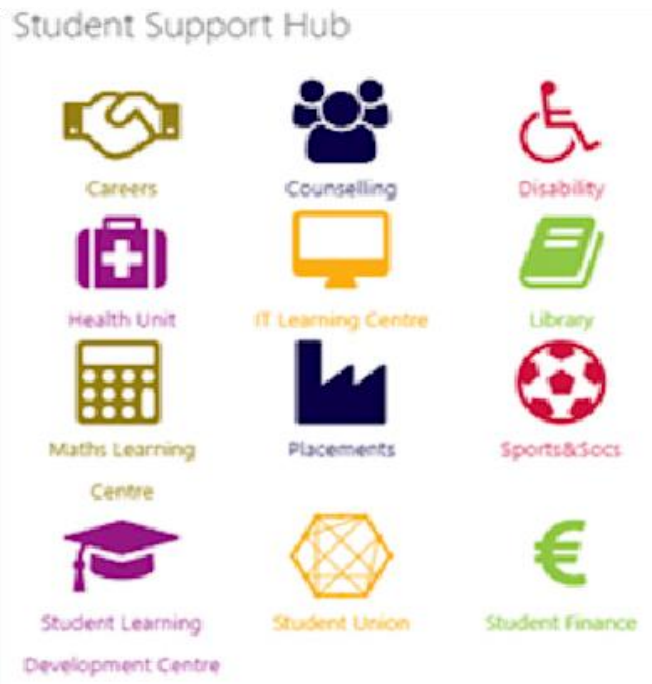 Student Support Hub
Careers
Counselling
Disability
Health Unit
IT Learning Centre
Library
Maths Learning
Centre
Placements
Sports&Socs
Student Learning
Development Centre
Student Union
Student Finance